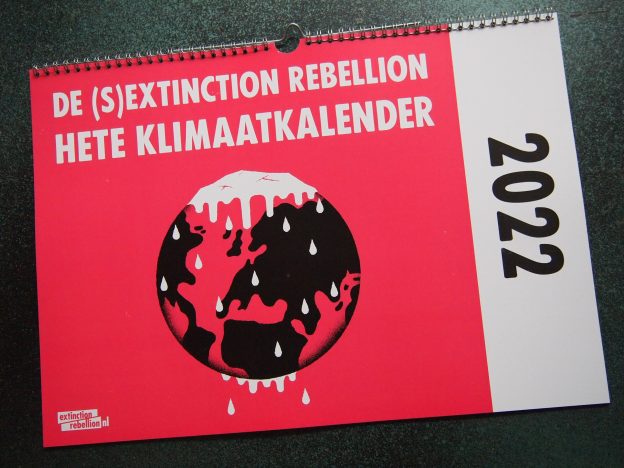 DE (S)EXTINCTION REBELLION
HETE KLIMAATKALENDER
2022
extinction
rebellion nl